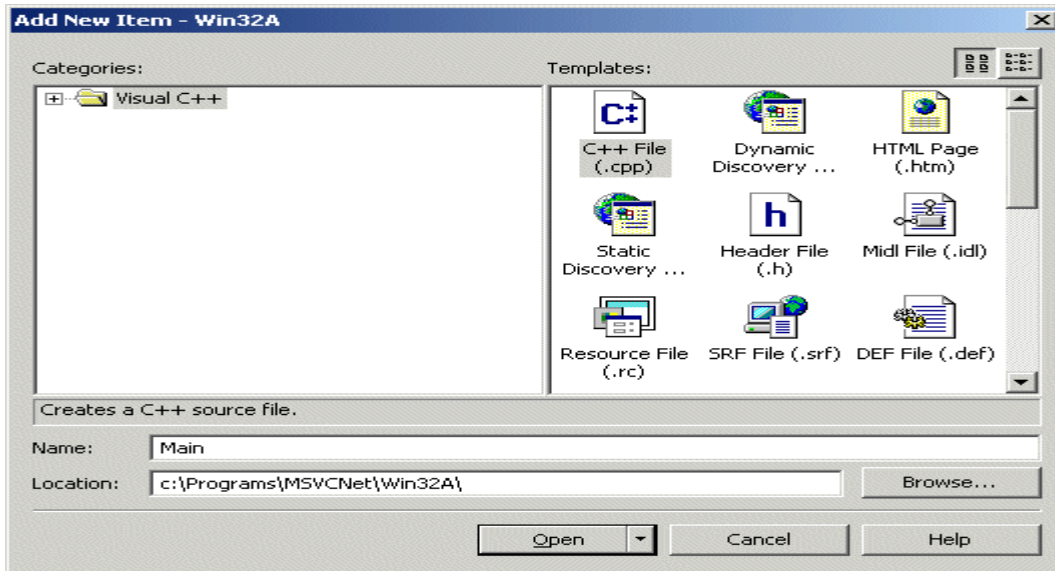 Add New Item - Win32A
Categories:
Templates:
Visual C++
C++ File
(.cpp)
Dynamic
Discovery ...
HTML Page
(.htm)
Static
Discovery ...
Header File
(.h)
Midl File (.idl)
Resource File
(.rc)
SRF File (.srf)
DEF File (.def)
Creates a C++ source file.
Name:
Main
Location:
c:\Programs\MSVCNet\Win32A\
Browse...
Open
Cancel
Help